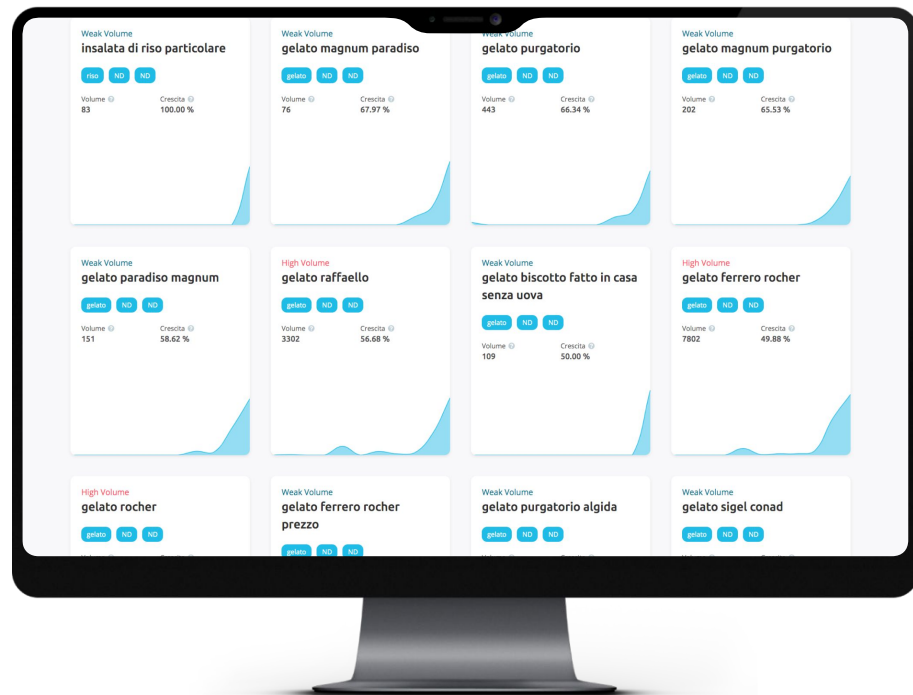 Weak Volume
insalata di riso particolare
riso ND ND
Volume Crescita
83 100.00 %
Weak Volume
gelato magnum paradiso
gelato ND ND
Volume Crescita
76 67.97 %
Weak Volume
gelato purgatorio
gelato ND ND
Volume Crescita
443 66.34 %
Weak Volume
gelato magnum purgatorio
gelato ND ND
Volume Crescita
202 65.53 %
Weak Volume
gelato paradiso magnum
gelato ND ND
Volume Crescita
151 58.62 %
High Volume
gelato raffaello
gelato ND ND
Volume Crescita
3302 56.68 %
Weak Volume
gelato biscotto fatto in casa
senza uova
gelato ND ND
Volume Crescita
109 50.00 %
High Volume
gelato ferrero rocher
gelato ND ND
Volume Crescita
7802 49.88 %
High Volume
gelato rocher
gelato ND ND
Weak Volume
gelato ferrero rocher
prezzo
gelato ND ND
Weak Volume
gelato purgatorio algida
gelato ND ND
Weak Volume
gelato sigel conad
gelato ND ND